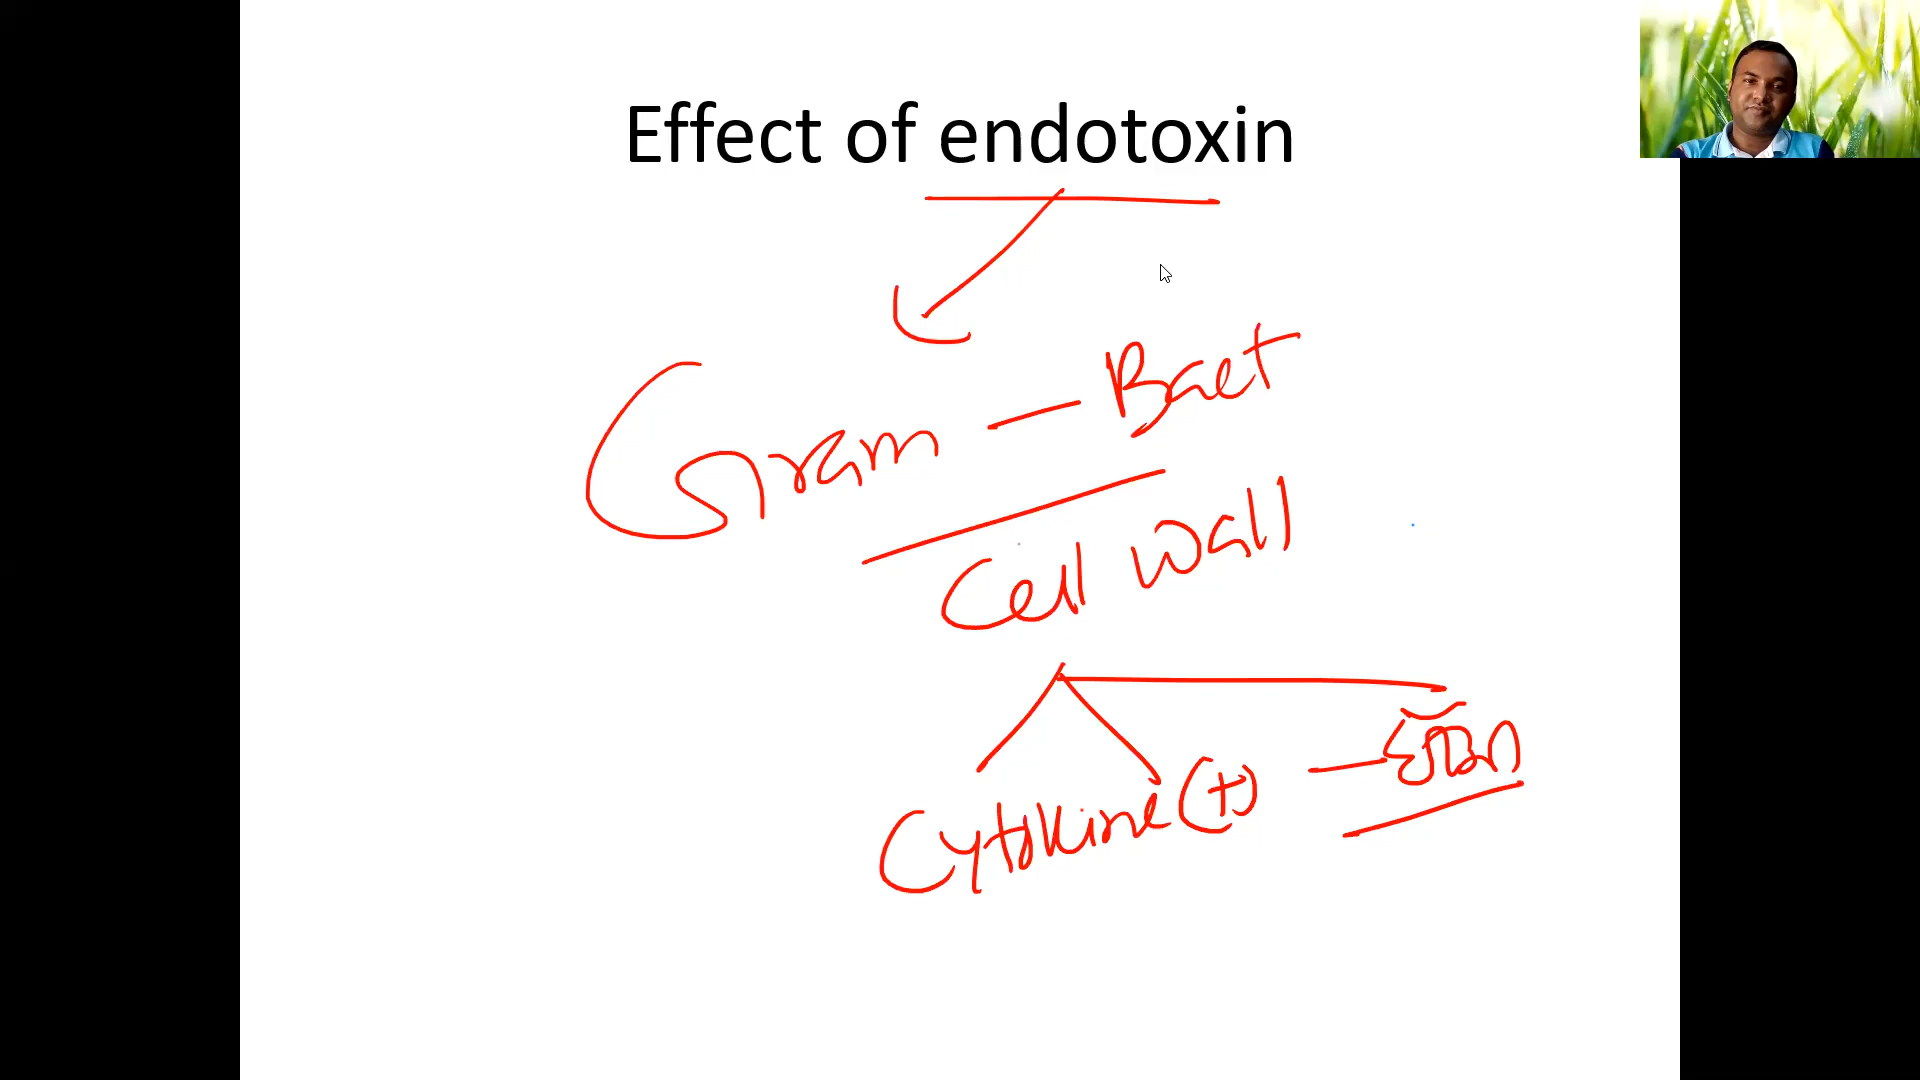 Effect of endotoxin
Gram — Bact
Cell wall
Cytokine (+) —